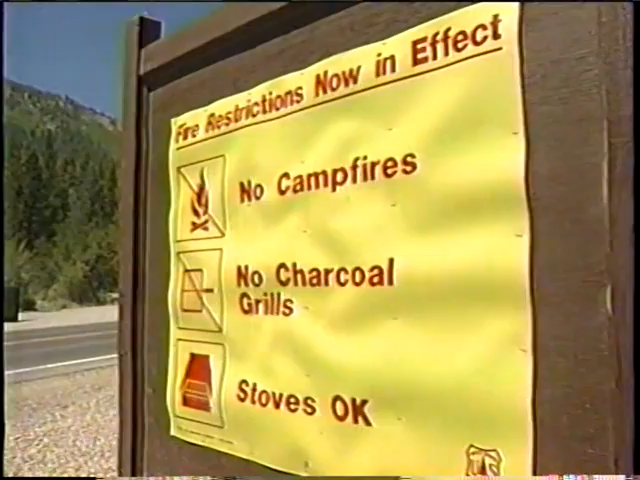 Fire Restrictions Now in Effect
No Campfires
No Charcoal
Grills
Stoves OK